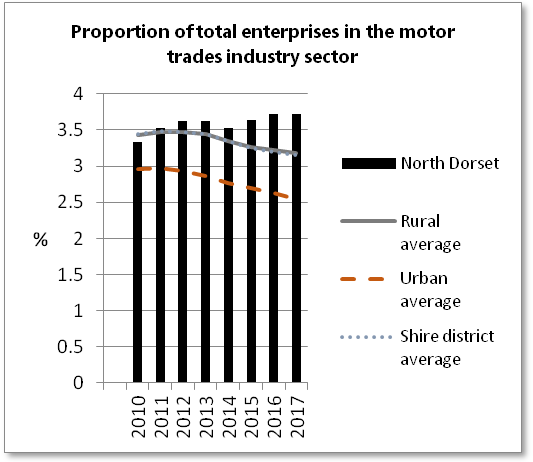 Proportion of total enterprises in the motor
trades industry sector
4
3.5
3
2.5
2
1.5
1
0.5
0
%
2010
2011
2012
2013
2014
2015
2016
2017
North Dorset
Rural
average
Urban
average
Shire district
average